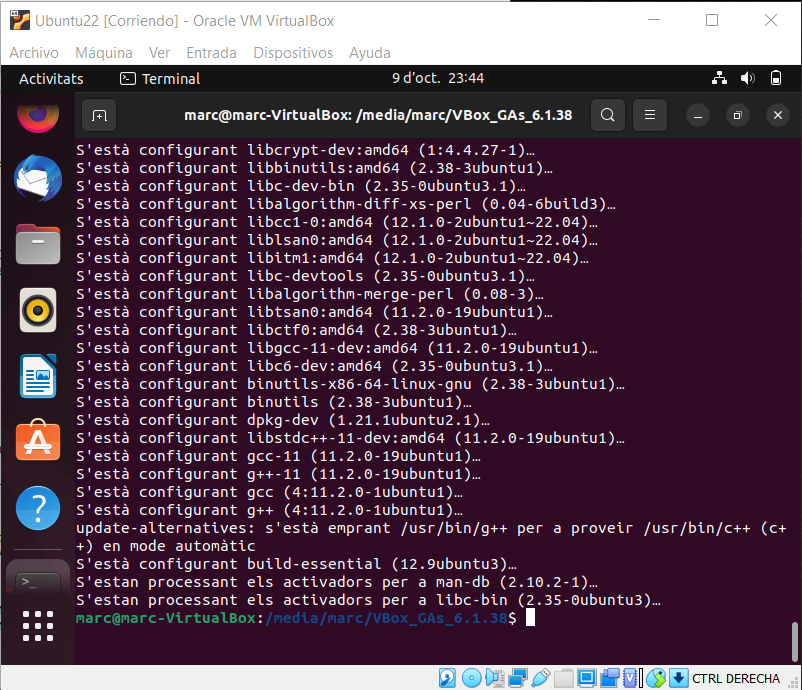 Ubuntu22 [Corriendo] - Oracle VM VirtualBox
Archivo Máquina Ver Entrada Dispositivos Ayuda
Activitats Terminal 9 d'oct. 23:44
marc@marc-VirtualBox: /media/marc/VBox_GAs_6.1.38
S'està configurant libcrypt-dev:amd64 (1:4.4.27-1)…
S'està configurant libbinutils:amd64 (2.38-3ubuntu1)…
S'està configurant libc-dev-bin (2.35-0ubuntu3.1)…
S'està configurant libalgorithm-diff-xs-perl (0.04-6build3)…
S'està configurant libcc1-0:amd64 (12.1.0-2ubuntu1~22.04)…
S'està configurant liblsan0:amd64 (12.1.0-2ubuntu1~22.04)…
S'està configurant libitm1:amd64 (12.1.0-2ubuntu1~22.04)…
S'està configurant libc-devtools (2.35-0ubuntu3.1)…
S'està configurant libalgorithm-merge-perl (0.08-3)…
S'està configurant libtsan0:amd64 (11.2.0-19ubuntu1)…
S'està configurant libctf0:amd64 (2.38-3ubuntu1)…
S'està configurant libgcc-11-dev:amd64 (11.2.0-19ubuntu1)…
S'està configurant libc6-dev:amd64 (2.35-0ubuntu3.1)…
S'està configurant binutils-x86-64-linux-gnu (2.38-3ubuntu1)…
S'està configurant binutils (2.38-3ubuntu1)…
S'està configurant dpkg-dev (1.21.1ubuntu2.1)…
S'està configurant libstdc++-11-dev:amd64 (11.2.0-19ubuntu1)…
S'està configurant gcc-11 (11.2.0-19ubuntu1)…
S'està configurant g++-11 (11.2.0-19ubuntu1)…
S'està configurant gcc (4:11.2.0-1ubuntu1)…
S'està configurant g++ (4:11.2.0-1ubuntu1)…
update-alternatives: s'està emprant /usr/bin/g++ per a proveir /usr/bin/c++ (c+
+) en mode automàtic
S'està configurant build-essential (12.9ubuntu3)…
S'estan processant els activadors per a man-db (2.10.2-1)…
S'estan processant els activadors per a libc-bin (2.35-0ubuntu3)…
marc@marc-VirtualBox:/media/marc/VBox_GAs_6.1.38$
CTRL DERECHA